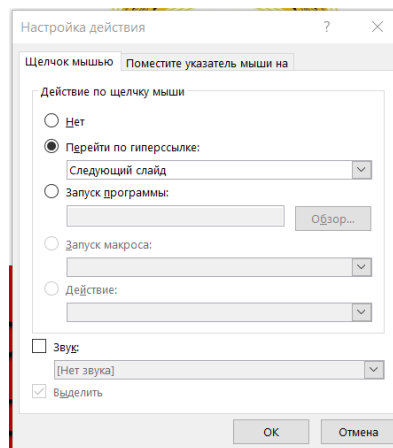 Настройка действия ?
Щелчок мышью Поместите указатель мыши на
Действие по щелчку мыши
Нет
Перейти по гиперссылке:
Следующий слайд
Запуск программы:
Обзор...
Запуск макроса:
Действие:
Звук:
[Нет звука]
Выделить
ОК Отмена